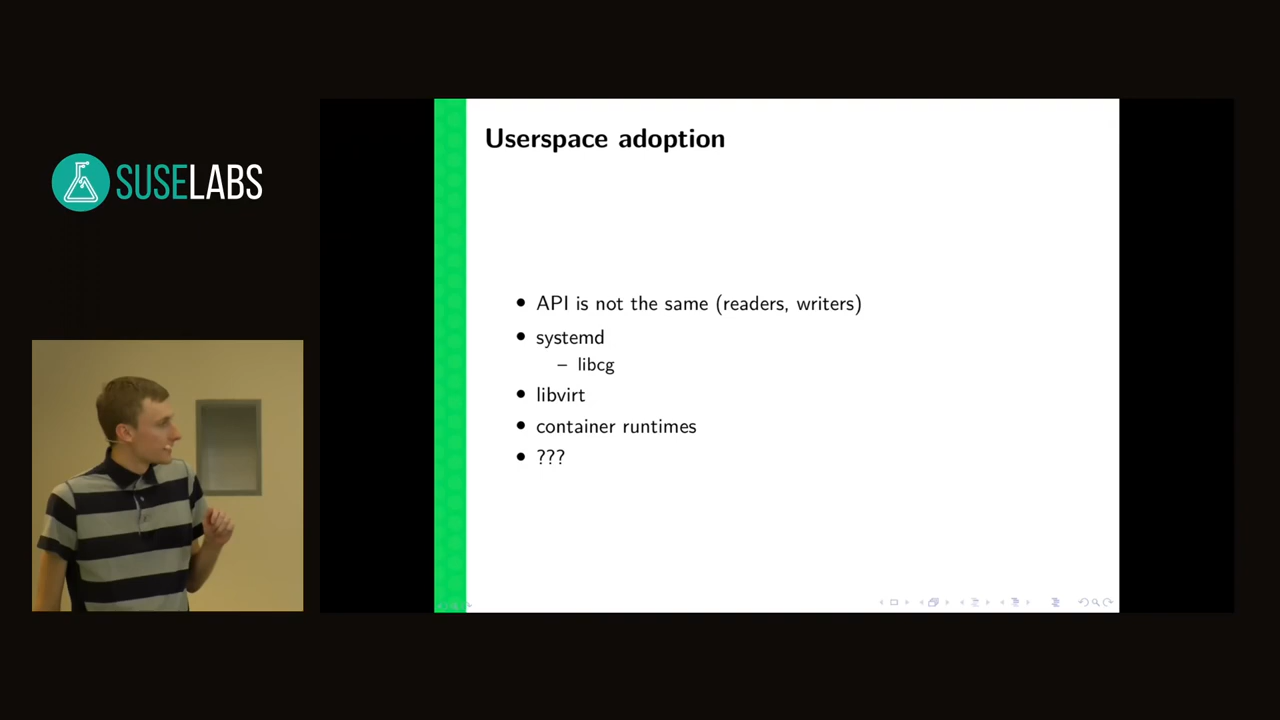 SUSELABS
Userspace adoption
• API is not the same (readers, writers)
• systemd
– libcg
• libvirt
• container runtimes
• ???